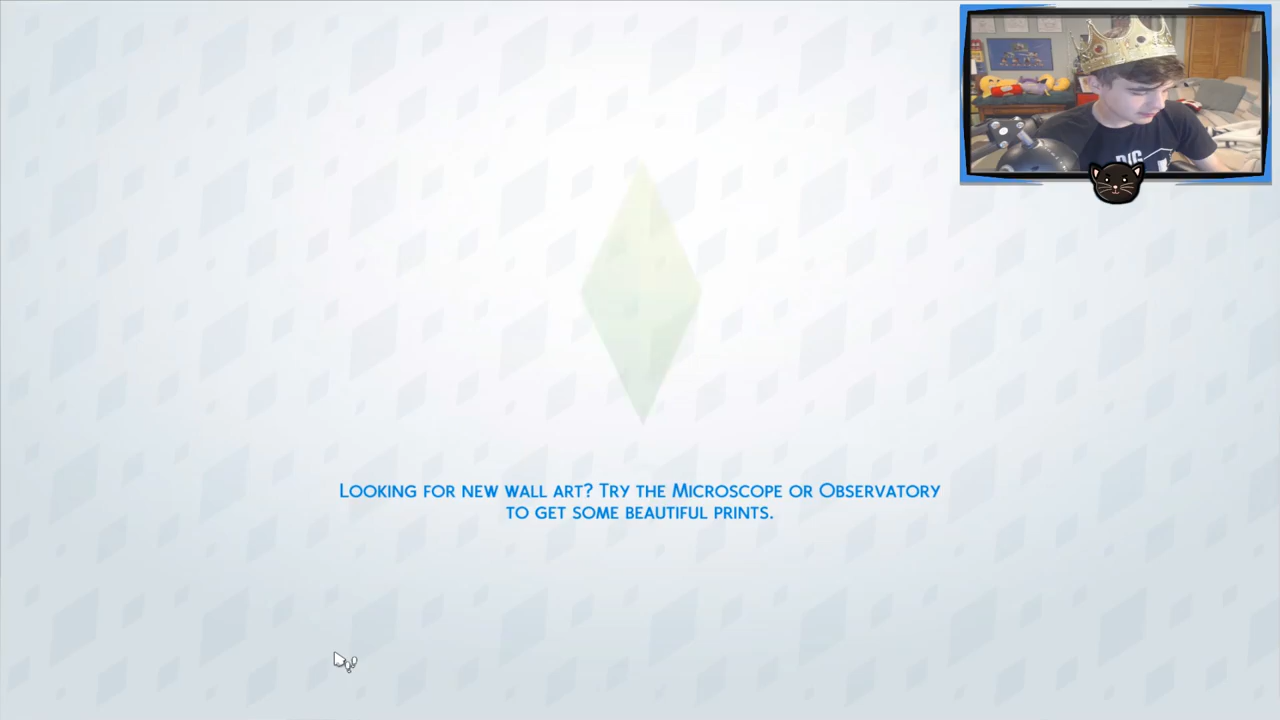 LOOKING FOR NEW WALL ART? TRY THE MICROSCOPE OR OBSERVATORY
TO GET SOME BEAUTIFUL PRINTS.